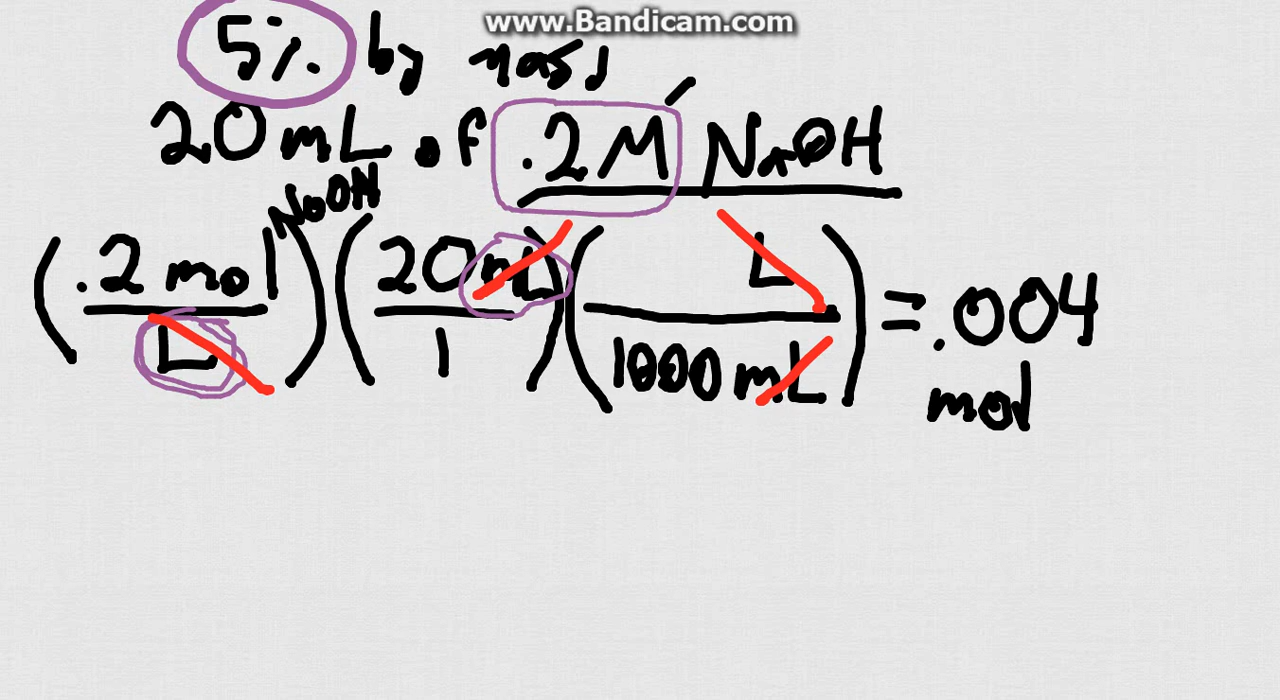 www.Bandicam.com
5% by mass
20 mL of .2 M NaOH
NaOH
(.2 mol / L) (20 mL / 1) (L / 1000 mL) = .004 mol